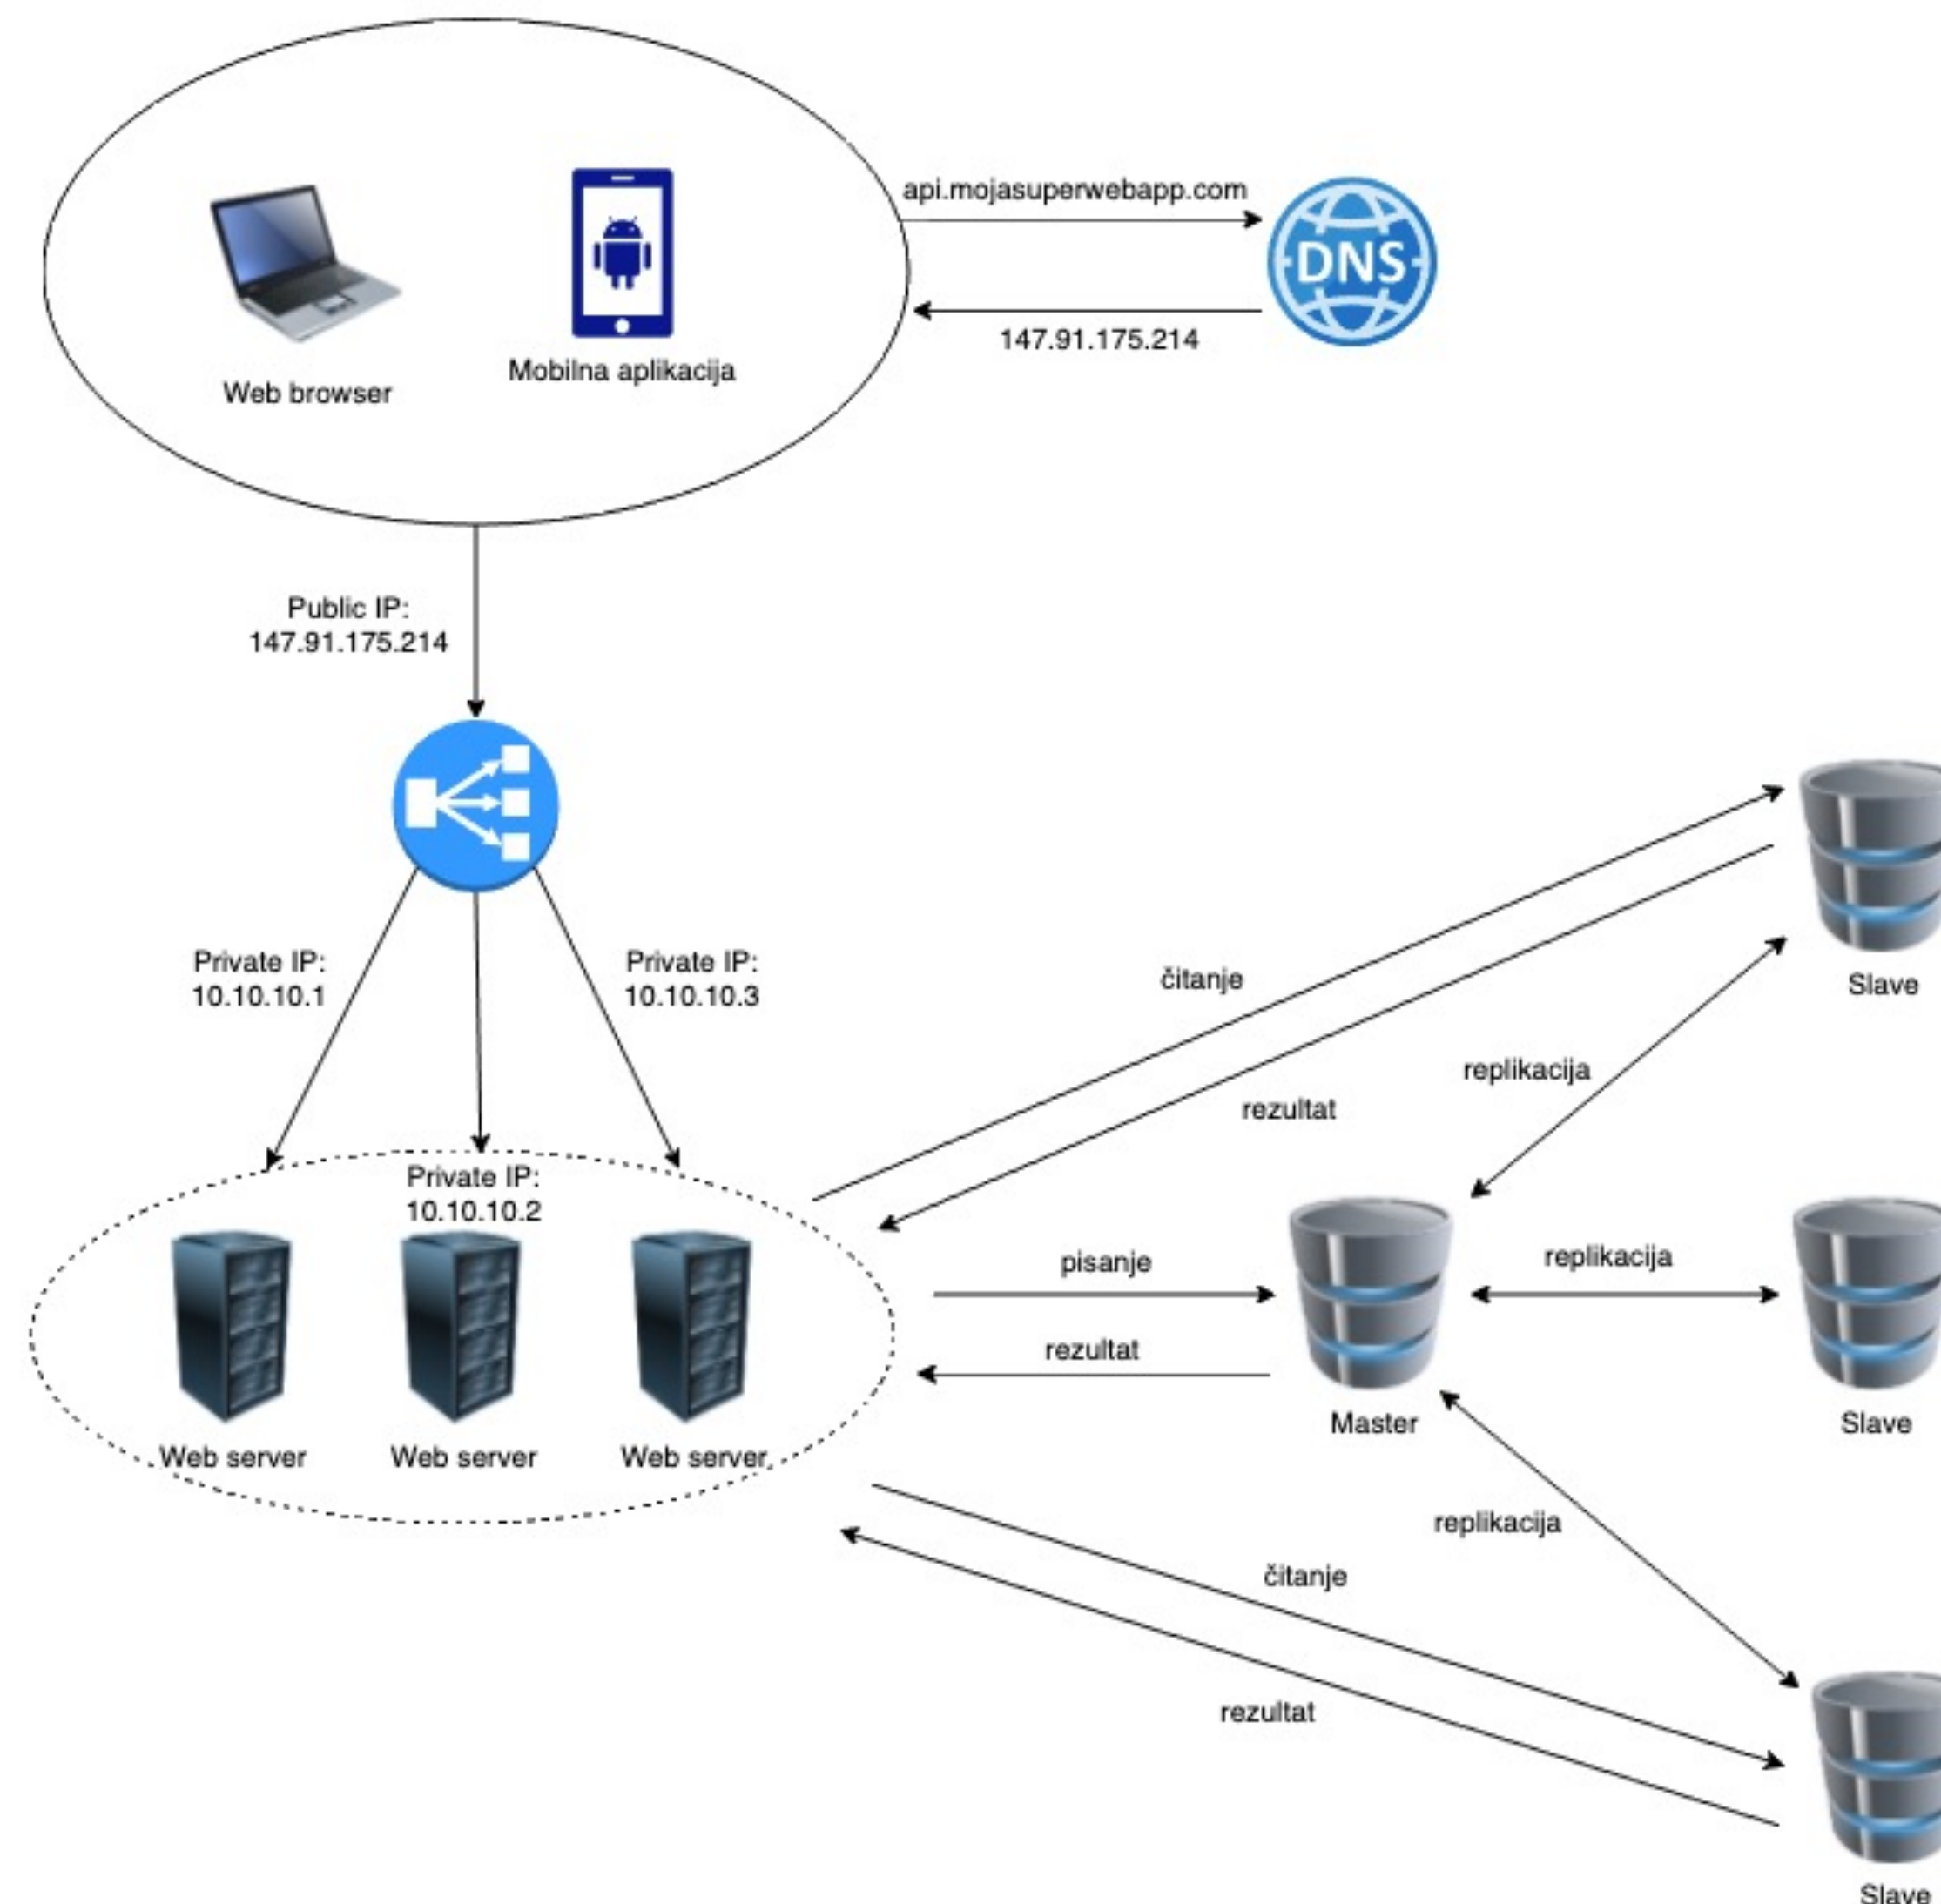 api.mojasuperwebapp.com
DNS
147.91.175.214
Web browser
Mobilna aplikacija
Public IP:
147.91.175.214
Private IP:
10.10.10.1
Private IP:
10.10.10.3
Private IP:
10.10.10.2
Web server
Web server
Web server
čitanje
rezultat
Slave
replikacija
pisanje
rezultat
Master
replikacija
Slave
replikacija
čitanje
rezultat
Slave